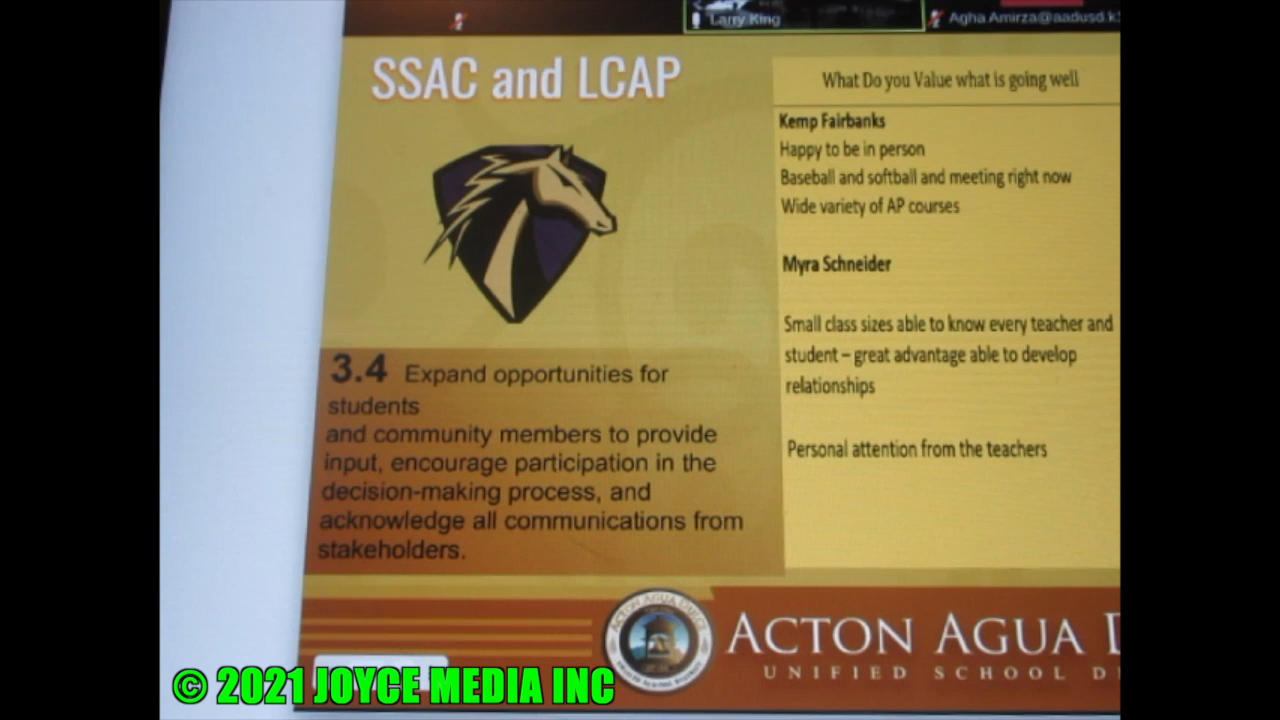 Larry King
Agha Amirza@aadusd.k
SSAC and LCAP
What Do you Value what is going well
Kemp Fairbanks
Happy to be in person
Baseball and softball and meeting right now
Wide variety of AP courses
Myra Schneider
Small class sizes able to know every teacher and
student – great advantage able to develop
relationships
Personal attention from the teachers
3.4 Expand opportunities for
students
and community members to provide
input, encourage participation in the
decision-making process, and
acknowledge all communications from
stakeholders.
ACTON AGUA DULCE
ACTON AGUA D
UNIFIED SCHOOL D
© 2021 JOYCE MEDIA INC